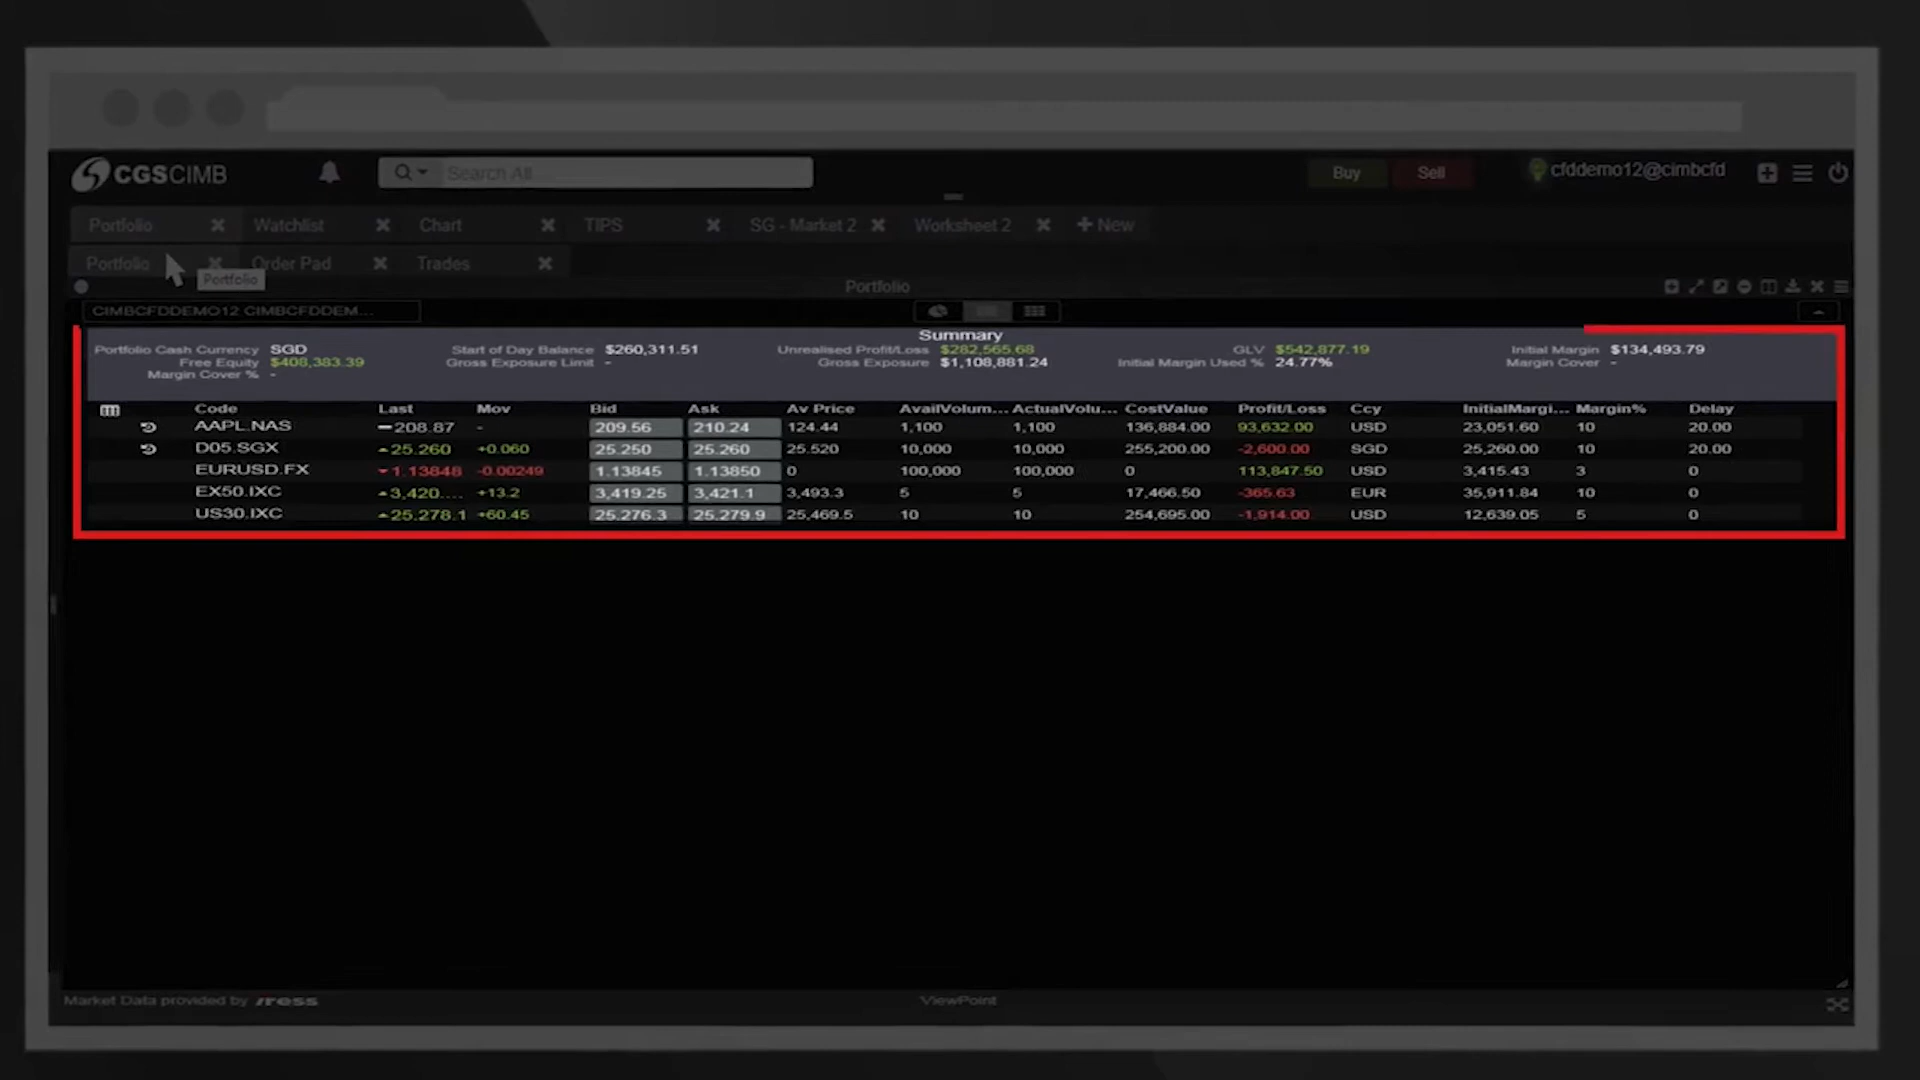 CGSCIMB Search All... Buy Sell cfddemo12@cimbcfd
Portfolio Watchlist Chart TIPS SG - Market 2 Worksheet 2 New
Portfolio Order Pad Trades
Portfolio
Portfolio
CIMBCFDDEMO12 CIMBCFDDEM...
Summary
Portfolio Cash Currency SGD Start of Day Balance $260,311.51 Unrealised Profit/Loss $282,565.68 GLV $542,877.19 Initial Margin $134,493.79
Free Equity $408,383.39 Gross Exposure Limit - Gross Exposure $1,108,881.24 Initial Margin Used % 24.77% Margin Cover -
Margin Cover % -
Code Last Mov Bid Ask Av Price AvailVolum... ActualVolu... CostValue Profit/Loss Ccy InitialMargi... Margin% Delay
AAPL.NAS 208.87 - 209.56 210.24 124.44 1,100 1,100 136,884.00 93,632.00 USD 23,051.60 10 20.00
D05.SGX 25.260 +0.060 25.250 25.260 25.520 10,000 10,000 255,200.00 -2,600.00 SGD 25,260.00 10 20.00
EURUSD.FX 1.13848 -0.00249 1.13845 1.13850 0 100,000 100,000 0 113,847.50 USD 3,415.43 3 0
EX50.IXC 3,420.... +13.2 3,419.25 3,421.1 3,493.3 5 5 17,466.50 -365.63 EUR 35,911.84 10 0
US30.IXC 25,278.1 +60.45 25,276.3 25,279.9 25,469.5 10 10 254,695.00 -1,914.00 USD 12,639.05 5 0
Market Data provided by iress ViewPoint